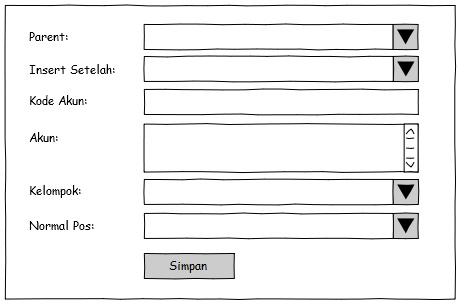 Parent:
Insert Setelah:
Kode Akun:
Akun:
Kelompok:
Normal Pos:
Simpan